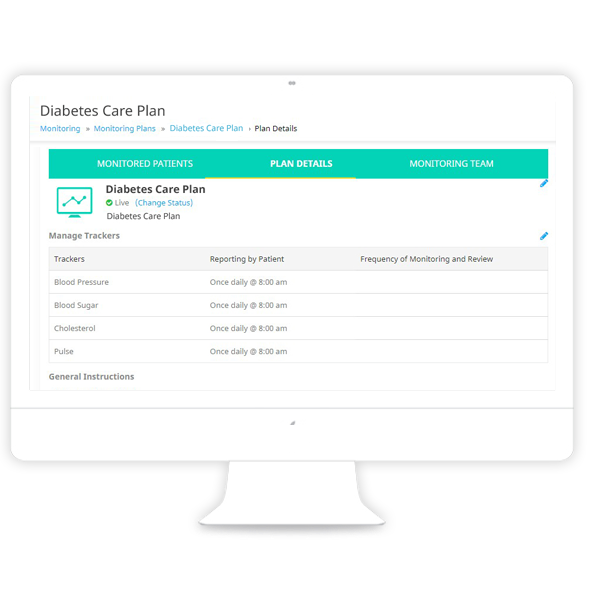 Diabetes Care Plan
Monitoring » Monitoring Plans » Diabetes Care Plan › Plan Details
MONITORED PATIENTS PLAN DETAILS MONITORING TEAM
Diabetes Care Plan
Live (Change Status)
Diabetes Care Plan
Manage Trackers
Trackers Reporting by Patient Frequency of Monitoring and Review
Blood Pressure Once daily @ 8:00 am
Blood Sugar Once daily @ 8:00 am
Cholesterol Once daily @ 8:00 am
Pulse Once daily @ 8:00 am
General Instructions